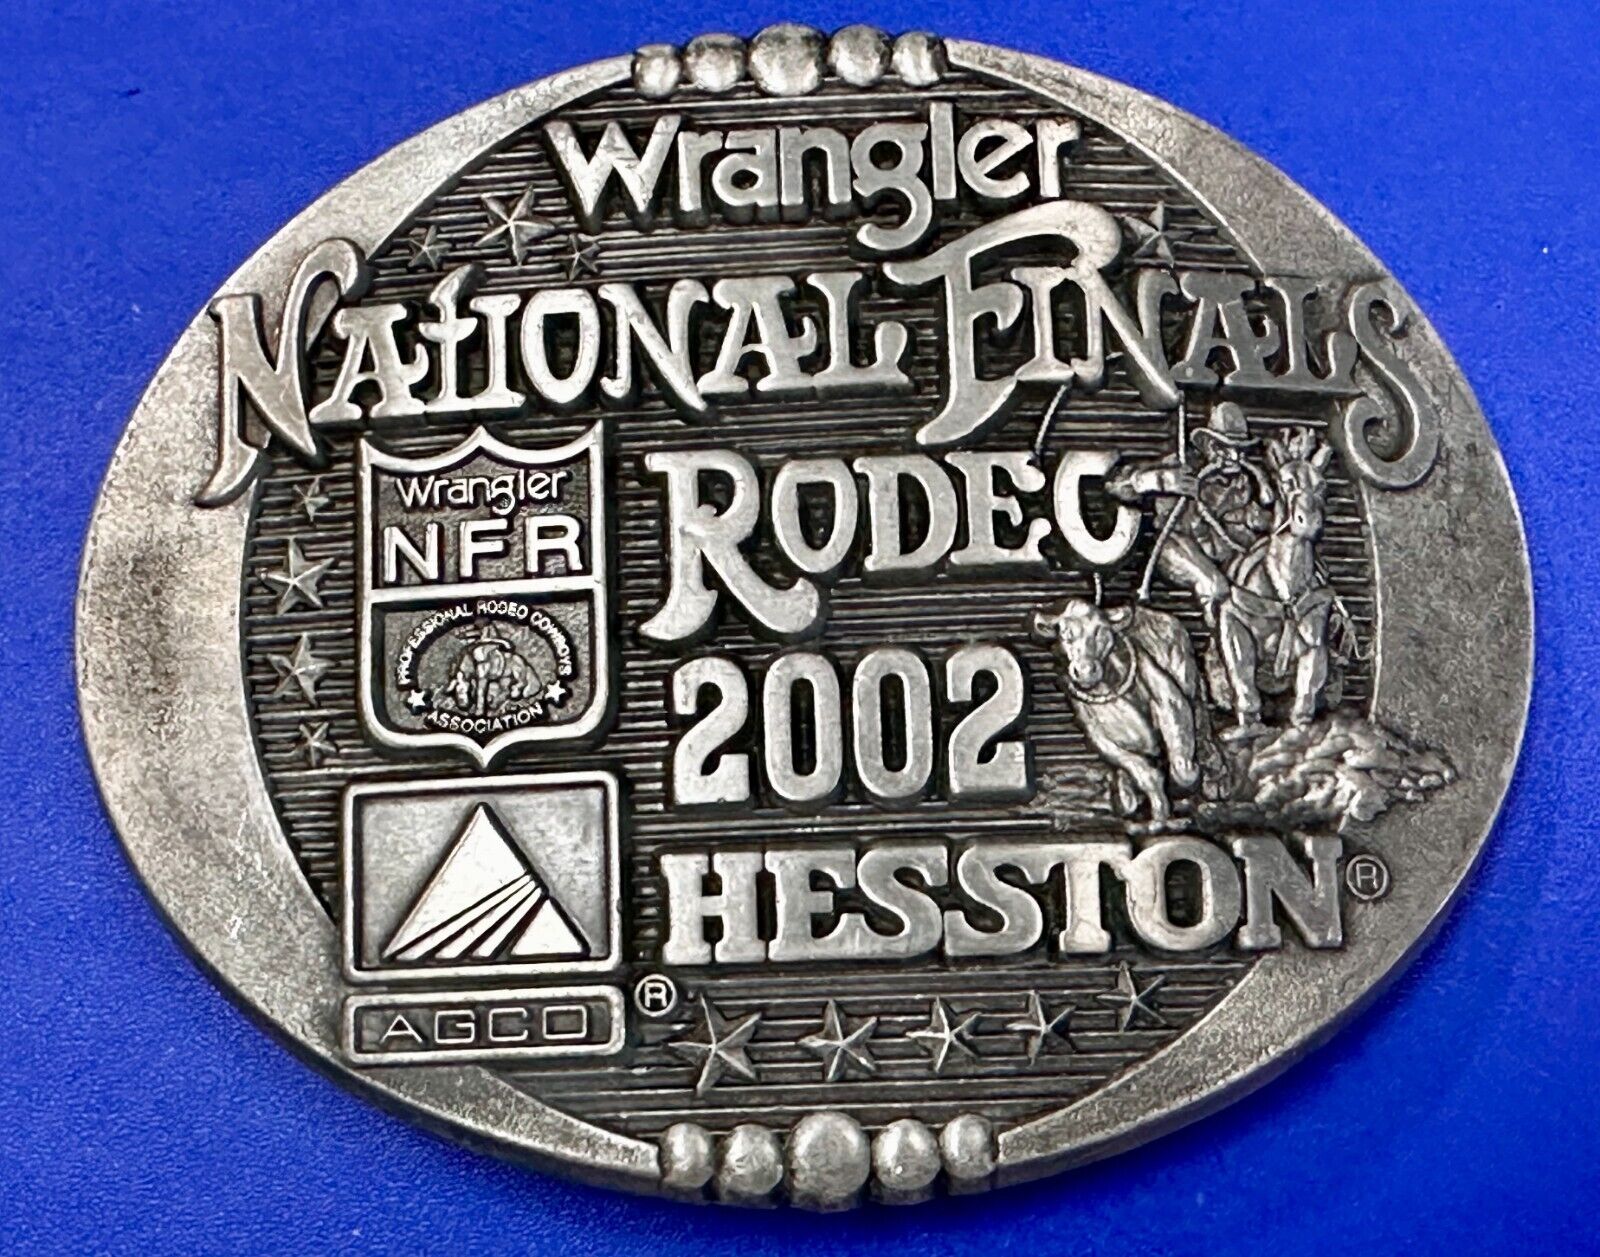 Wrangler
NATIONAL FINALS
RODEO
2002
HESSTON®
Wrangler
NFR
PROFESSIONAL RODEO COWBOYS
ASSOCIATION
AGCO ®